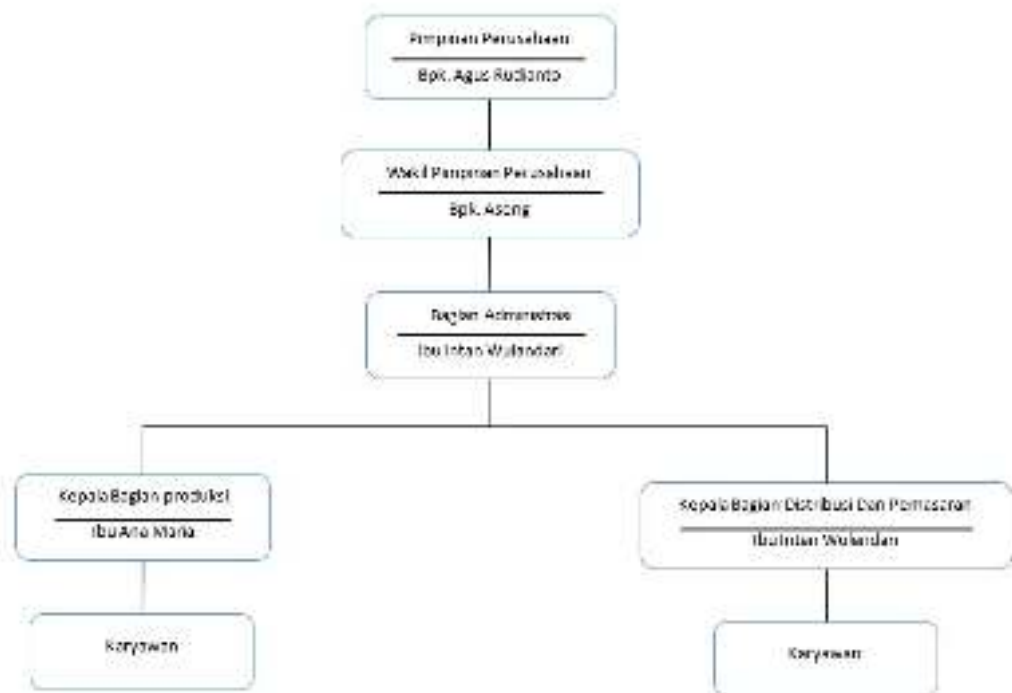 Pimpinan Perusahaan
Bpk. Agus Rudianto
Wakil Pimpinan Perusahaan
Bpk. Asong
Bagian Administrasi
Ibu Intan Wulandari
Kepala Bagian produksi
Ibu Ana Maria
Kepala Bagian Distribusi Dan Pemasaran
Ibu Intan Wulandari
Karyawan
Karyawan